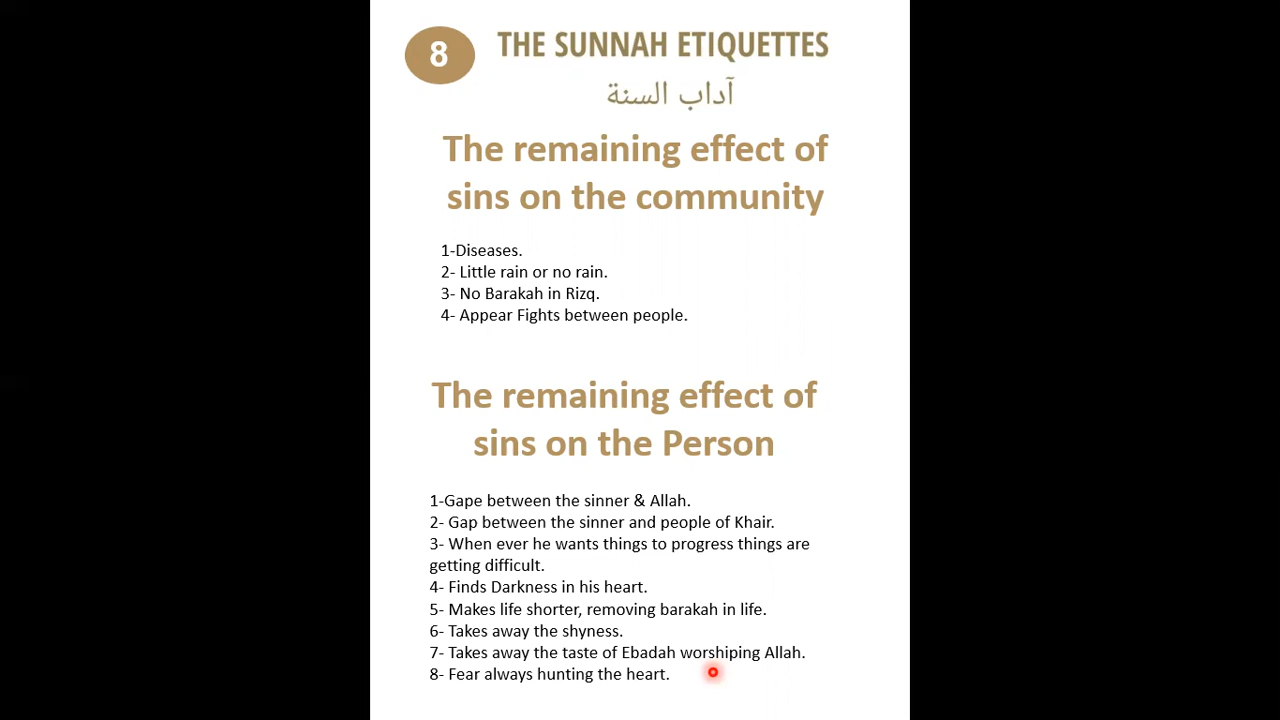 8
THE SUNNAH ETIQUETTES
آداب السنة
The remaining effect of
sins on the community
1-Diseases.
2- Little rain or no rain.
3- No Barakah in Rizq.
4- Appear Fights between people.
The remaining effect of
sins on the Person
1-Gape between the sinner & Allah.
2- Gap between the sinner and people of Khair.
3- When ever he wants things to progress things are
getting difficult.
4- Finds Darkness in his heart.
5- Makes life shorter, removing barakah in life.
6- Takes away the shyness.
7- Takes away the taste of Ebadah worshiping Allah.
8- Fear always hunting the heart.